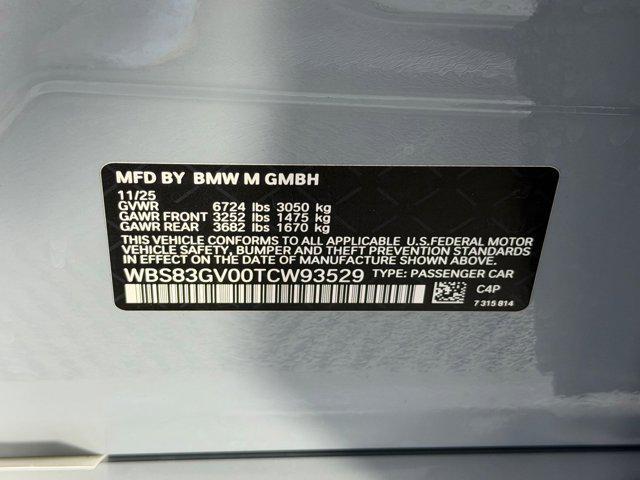 MFD BY BMW M GMBH
11/25
GVWR 6724 lbs 3050 kg
GAWR FRONT 3252 lbs 1475 kg
GAWR REAR 3682 lbs 1670 kg
THIS VEHICLE CONFORMS TO ALL APPLICABLE U.S.FEDERAL MOTOR
VEHICLE SAFETY, BUMPER, AND THEFT PREVENTION STANDARDS
IN EFFECT ON THE DATE OF MANUFACTURE SHOWN ABOVE.
WBS83GV00TCW93529 TYPE: PASSENGER CAR
C4P
7 315 814